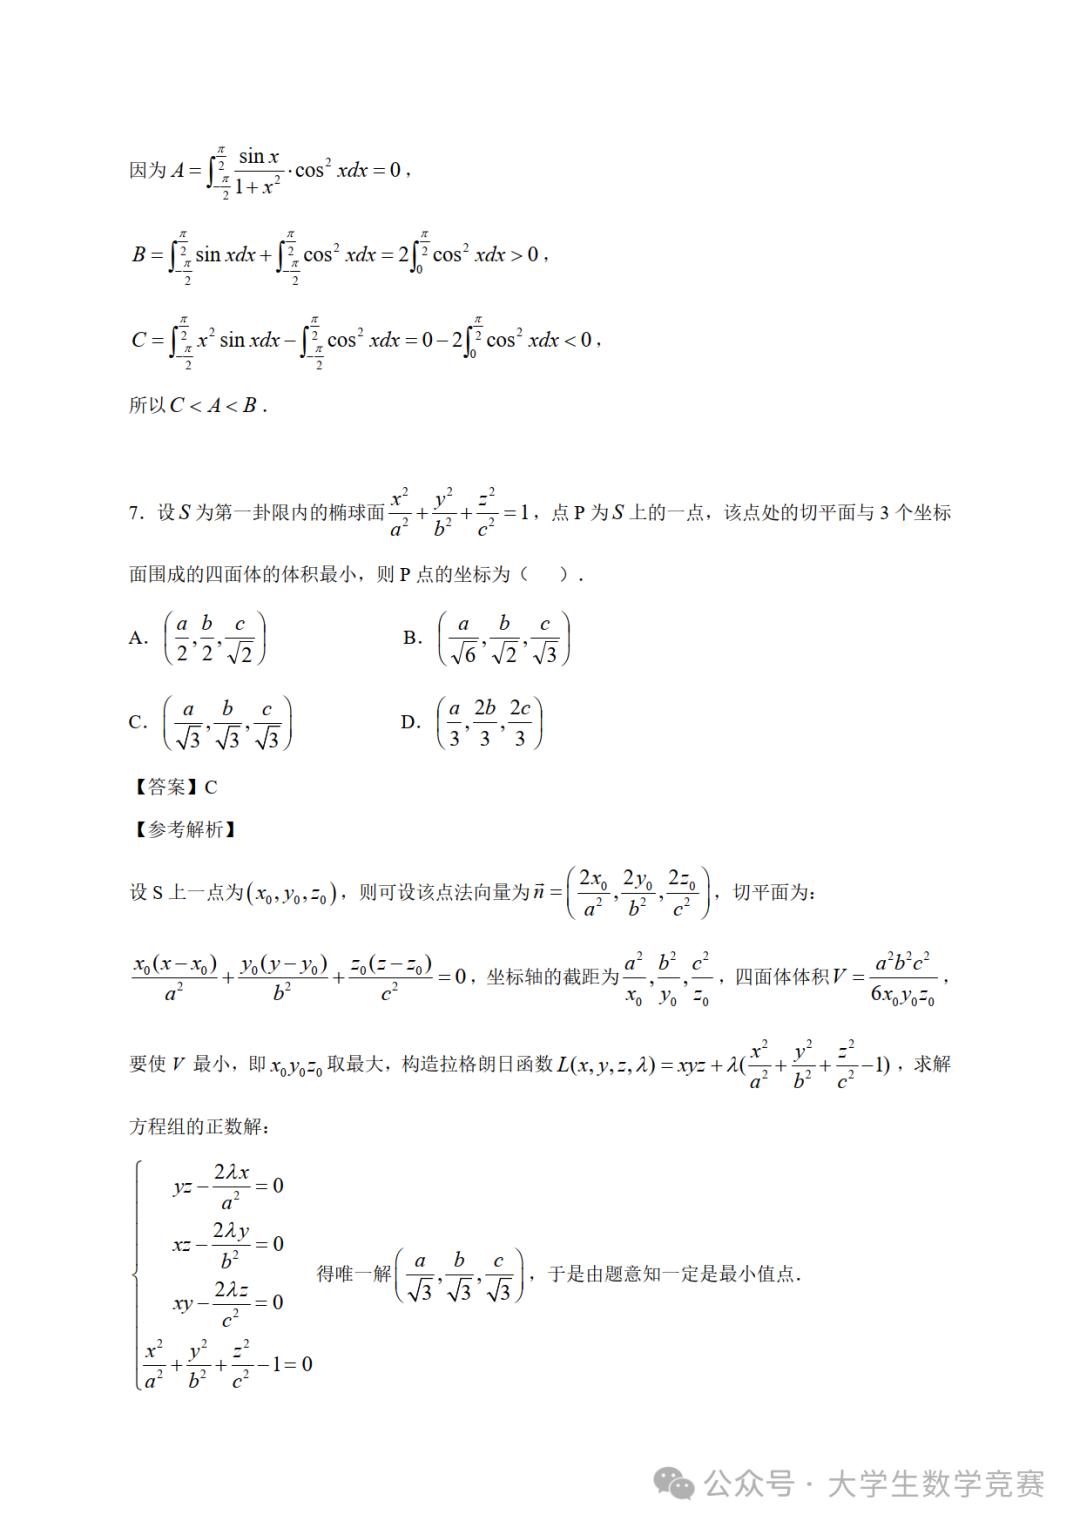 因为 $A=\int_{-\frac{\pi}{2}}^{\frac{\pi}{2}}\frac{\sin x}{1+x^2}\cdot\cos^2 xdx=0$，
$B=\int_{-\frac{\pi}{2}}^{\frac{\pi}{2}}\sin xdx+\int_{-\frac{\pi}{2}}^{\frac{\pi}{2}}\cos^2 xdx=2\int_0^{\frac{\pi}{2}}\cos^2 xdx>0$，
$C=\int_{-\frac{\pi}{2}}^{\frac{\pi}{2}}x^2\sin xdx-\int_{-\frac{\pi}{2}}^{\frac{\pi}{2}}\cos^2 xdx=0-2\int_0^{\frac{\pi}{2}}\cos^2 xdx<0$，
所以 $C<A<B$．
7．设 $S$ 为第一卦限内的椭球面 $\frac{x^2}{a^2}+\frac{y^2}{b^2}+\frac{z^2}{c^2}=1$，点 P 为 $S$ 上的一点，该点处的切平面与 3 个坐标
面围成的四面体的体积最小，则 P 点的坐标为（ ）．
A．$\left(\frac{a}{2},\frac{b}{2},\frac{c}{\sqrt{2}}\right)$ B．$\left(\frac{a}{\sqrt{6}},\frac{b}{\sqrt{2}},\frac{c}{\sqrt{3}}\right)$
C．$\left(\frac{a}{\sqrt{3}},\frac{b}{\sqrt{3}},\frac{c}{\sqrt{3}}\right)$ D．$\left(\frac{a}{3},\frac{2b}{3},\frac{2c}{3}\right)$
【答案】C
【参考解析】
设 S 上一点为 $(x_0,y_0,z_0)$，则可设该点法向量为 $\vec{n}=\left(\frac{2x_0}{a^2},\frac{2y_0}{b^2},\frac{2z_0}{c^2}\right)$，切平面为：
$\frac{x_0(x-x_0)}{a^2}+\frac{y_0(y-y_0)}{b^2}+\frac{z_0(z-z_0)}{c^2}=0$，坐标轴的截距为 $\frac{a^2}{x_0},\frac{b^2}{y_0},\frac{c^2}{z_0}$，四面体体积 $V=\frac{a^2b^2c^2}{6x_0y_0z_0}$，
要使 $V$ 最小，即 $x_0y_0z_0$ 取最大，构造拉格朗日函数 $L(x,y,z,\lambda)=xyz+\lambda(\frac{x^2}{a^2}+\frac{y^2}{b^2}+\frac{z^2}{c^2}-1)$，求解
方程组的正数解：
$\begin{cases}yz-\frac{2\lambda x}{a^2}=0\\xz-\frac{2\lambda y}{b^2}=0\\xy-\frac{2\lambda z}{c^2}=0\\\frac{x^2}{a^2}+\frac{y^2}{b^2}+\frac{z^2}{c^2}-1=0\end{cases}$ 得唯一解 $\left(\frac{a}{\sqrt{3}},\frac{b}{\sqrt{3}},\frac{c}{\sqrt{3}}\right)$，于是由题意知一定是最小值点．
公众号·大学生数学竞赛